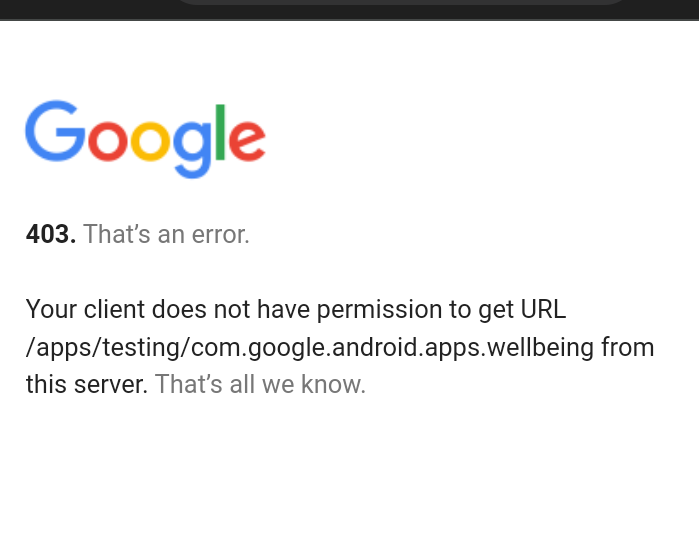 Google
403. That’s an error.
Your client does not have permission to get URL
/apps/testing/com.google.android.apps.wellbeing from
this server. That’s all we know.